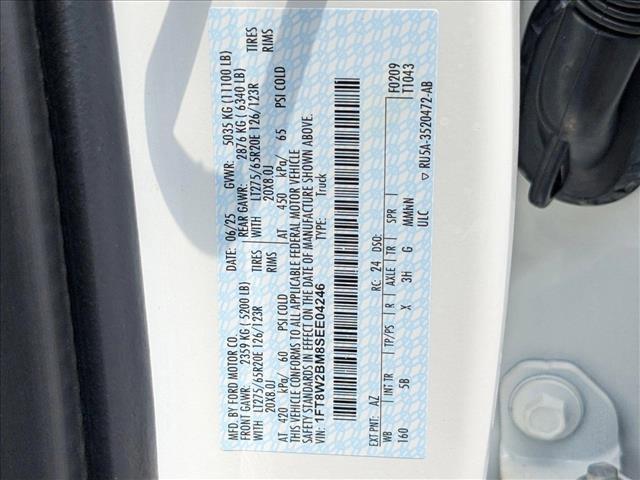 MFD. BY FORD MOTOR CO.
DATE: 06/25 GVWR: 5035 KG (11100 LB)
FRONT GAWR: 2359 KG (5200 LB) REAR GAWR: 2876 KG (6340 LB)
WITH LT275/65R20E 126/123R TIRES WITH LT275/65R20E 126/123R TIRES
20X8.0J RIMS 20X8.0J RIMS
AT 420 kPa/ 60 PSI COLD AT 450 kPa/ 65 PSI COLD
THIS VEHICLE CONFORMS TO ALL APPLICABLE FEDERAL MOTOR VEHICLE
SAFETY STANDARDS IN EFFECT ON THE DATE OF MANUFACTURE SHOWN ABOVE.
VIN: 1FT8W2BM8SEE04246 TYPE: Truck
F0209
T1043
EXT PNT: AZ RC: 24 DSO:
WB INT TR TP/PS R AXLE TR SPR
160 5B X 3H G MMMNN
ULC
▽ RU5A-3520472-AB